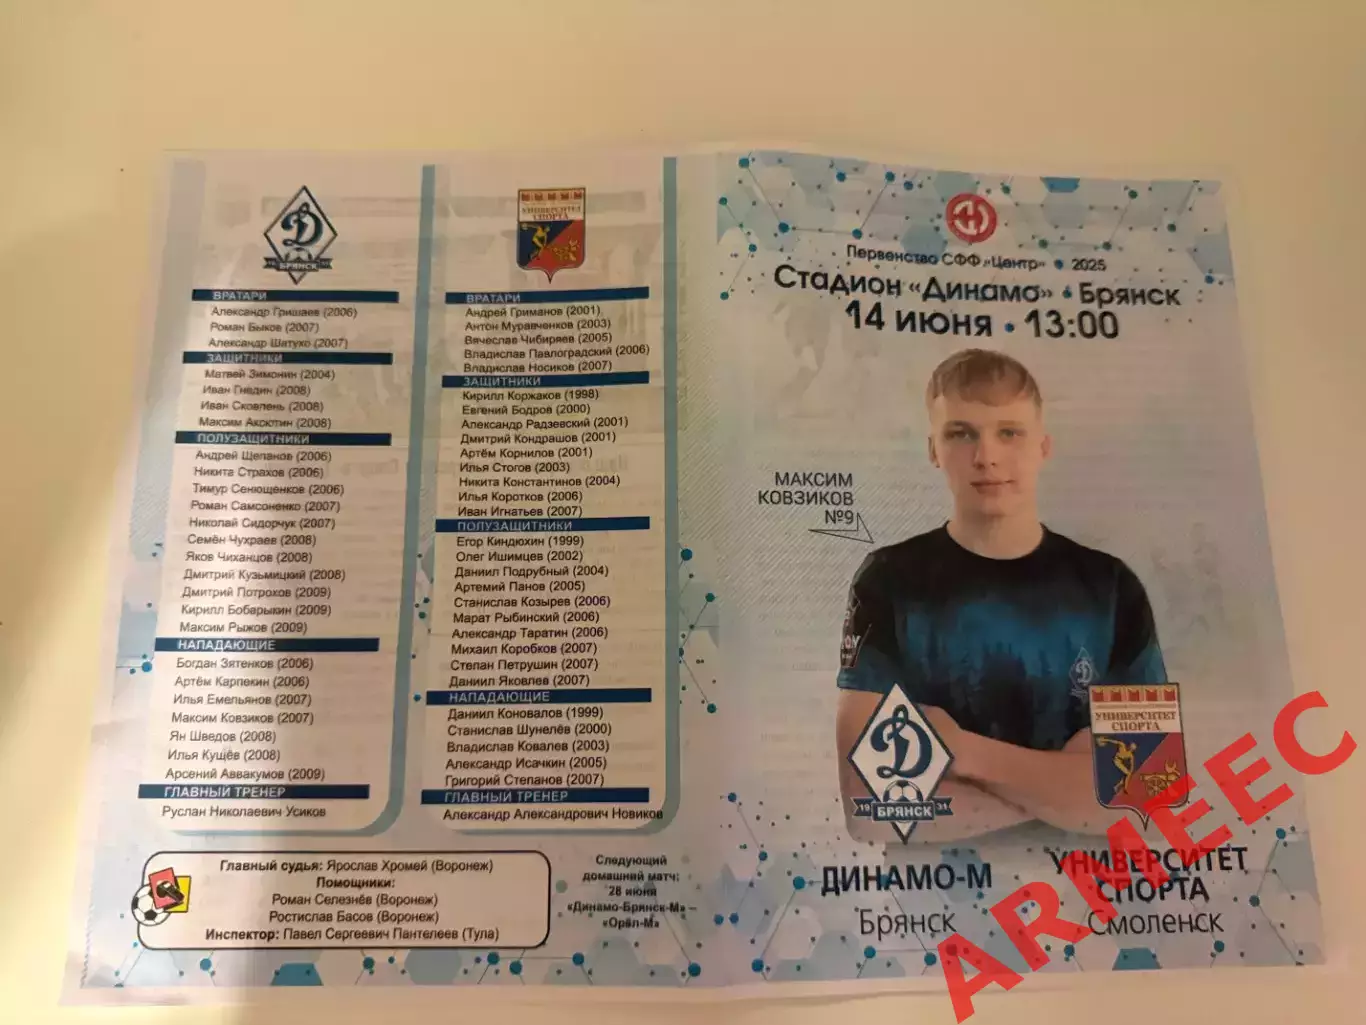 БРЯНСК
ВРАТАРИ
Александр Гришаев (2006)
Роман Быков (2007)
Александр Шатухо (2007)
ЗАЩИТНИКИ
Матвей Зимонин (2004)
Иван Гнедин (2008)
Иван Сковпень (2008)
Максим Аксютин (2008)
ПОЛУЗАЩИТНИКИ
Андрей Щепанов (2006)
Никита Страхов (2006)
Тимур Сенющенков (2006)
Роман Самсоненко (2007)
Николай Сидорчук (2007)
Семён Чухраев (2008)
Яков Чиханцов (2008)
Дмитрий Кузьмицкий (2008)
Дмитрий Потрохов (2009)
Кирилл Бобарыкин (2009)
Максим Рыжов (2009)
НАПАДАЮЩИЕ
Богдан Зятенков (2006)
Артём Карпекин (2006)
Илья Емельянов (2007)
Максим Ковзиков (2007)
Ян Шведов (2008)
Илья Кущёв (2008)
Арсений Аввакумов (2009)
ГЛАВНЫЙ ТРЕНЕР
Руслан Николаевич Усиков
УНИВЕРСИТЕТ
СПОРТА
ВРАТАРИ
Андрей Гриманов (2001)
Антон Муравченков (2003)
Вячеслав Чибиряев (2005)
Владислав Павлоградский (2006)
Владислав Носиков (2007)
ЗАЩИТНИКИ
Кирилл Коржаков (1998)
Евгений Бодров (2000)
Александр Радзевский (2001)
Дмитрий Кондрашов (2001)
Артём Корнилов (2001)
Илья Стогов (2003)
Никита Константинов (2004)
Илья Коротков (2006)
Иван Игнатьев (2007)
ПОЛУЗАЩИТНИКИ
Егор Киндюхин (1999)
Олег Ишимцев (2002)
Даниил Подрубный (2004)
Артемий Панов (2005)
Станислав Козырев (2006)
Марат Рыбинский (2006)
Александр Таратин (2006)
Михаил Коробков (2007)
Степан Петрушин (2007)
Даниил Яковлев (2007)
НАПАДАЮЩИЕ
Даниил Коновалов (1999)
Станислав Шунелёв (2000)
Владислав Ковалев (2003)
Александр Исачкин (2005)
Григорий Степанов (2007)
ГЛАВНЫЙ ТРЕНЕР
Александр Александрович Новиков
Главный судья: Ярослав Хромей (Воронеж)
Помощники:
Роман Селезнёв (Воронеж)
Ростислав Басов (Воронеж)
Инспектор: Павел Сергеевич Пантелеев (Тула)
Следующий
домашний матч:
28 июня
«Динамо-Брянск-М» –
«Орёл-М»
Первенство СФФ „Центр“ • 2025
Стадион „Динамо“ • Брянск
14 июня • 13:00
МАКСИМ
КОВЗИКОВ
№9
19 БРЯНСК 31
УНИВЕРСИТЕТ
СПОРТА
ДИНАМО-М
Брянск
УНИВЕРСИТЕТ
СПОРТА
Смоленск
ARMEEC